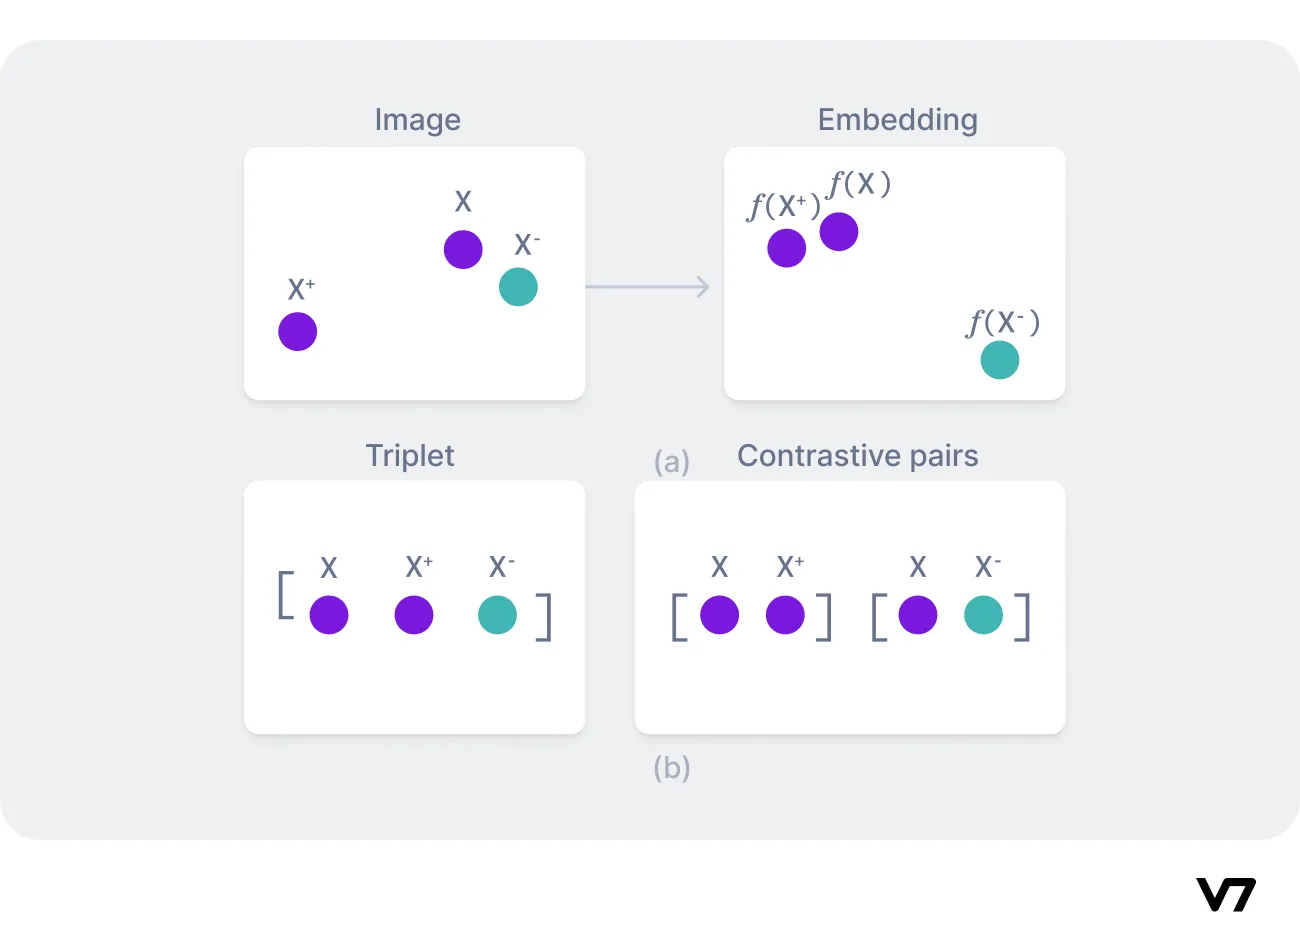 Image
Embedding
X
X⁻
X⁺
f(X⁺)
f(X)
f(X⁻)
Triplet
(a)
Contrastive pairs
[ X X⁺ X⁻ ]
[ X X⁺ ] [ X X⁻ ]
(b)
V7